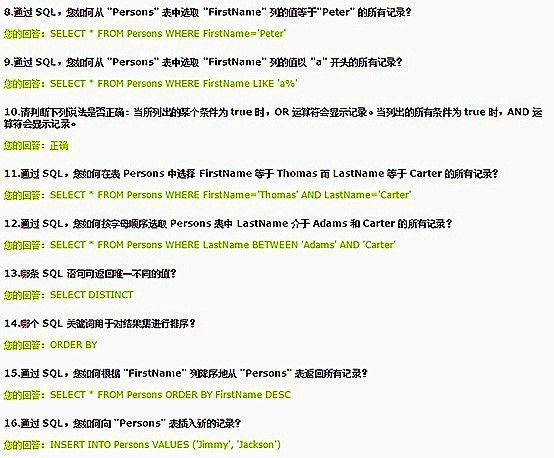 8.通过 SQL，您如何从 "Persons" 表中选取 "FirstName" 列的值等于"Peter" 的所有记录？
您的回答：SELECT * FROM Persons WHERE FirstName='Peter'
9.通过 SQL，您如何从 "Persons" 表中选取 "FirstName" 列的值以 "a" 开头的所有记录？
您的回答：SELECT * FROM Persons WHERE FirstName LIKE 'a%'
10.请判断下列说法是否正确：当所列出的某个条件为 true 时，OR 运算符会显示记录。当列出的所有条件为 true 时，AND 运
算符会显示记录。
您的回答：正确
11.通过 SQL，您如何在表 Persons 中选择 FirstName 等于 Thomas 而 LastName 等于 Carter 的所有记录？
您的回答：SELECT * FROM Persons WHERE FirstName='Thomas' AND LastName='Carter'
12.通过 SQL，您如何按字母顺序选取 Persons 表中 LastName 介于 Adams 和 Carter 的所有记录？
您的回答：SELECT * FROM Persons WHERE LastName BETWEEN 'Adams' AND 'Carter'
13.哪条 SQL 语句可返回唯一不同的值？
您的回答：SELECT DISTINCT
14.哪个 SQL 关键词用于对结果集进行排序？
您的回答：ORDER BY
15.通过 SQL，您如何根据 "FirstName" 列降序地从 "Persons" 表返回所有记录？
您的回答：SELECT * FROM Persons ORDER BY FirstName DESC
16.通过 SQL，您如何向 "Persons" 表插入新的记录？
您的回答：INSERT INTO Persons VALUES ('Jimmy', 'Jackson')